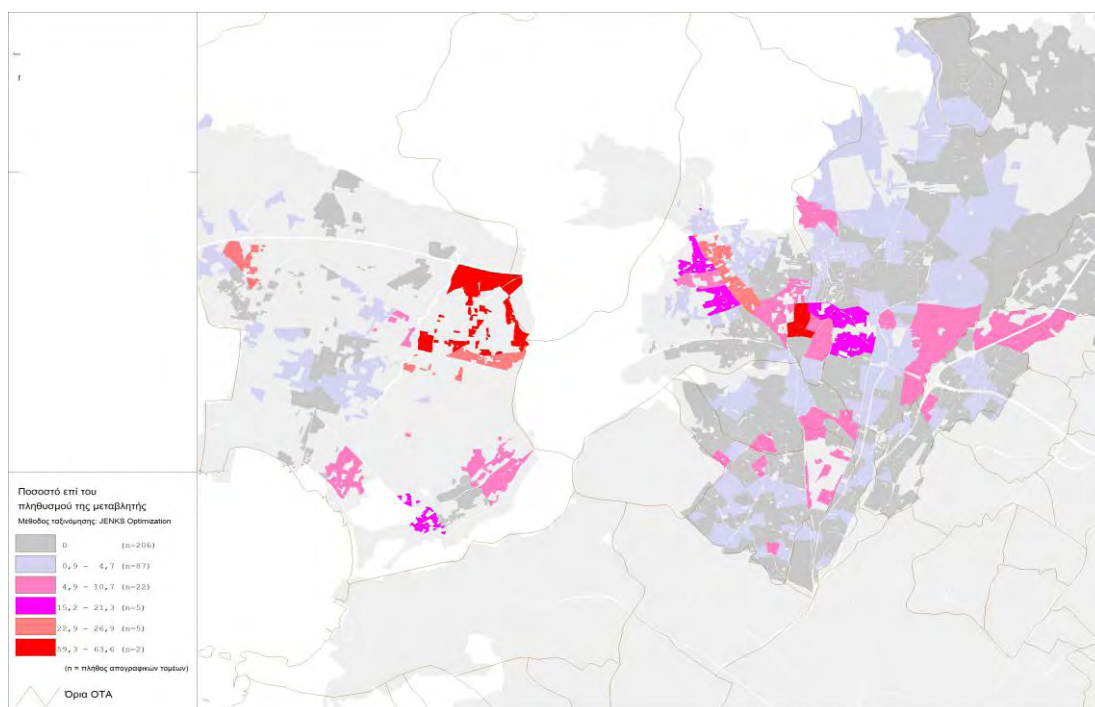 Ποσοστό επί του
πληθυσμού της μεταβλητής
Μέθοδος ταξινόμησης: JENKS Optimization
0 (n=206)
0,9 - 4,7 (n=87)
4,9 - 10,7 (n=22)
15,2 - 21,3 (n=5)
22,9 - 26,9 (n=5)
59,3 - 63,6 (n=2)
(n = πλήθος απογραφικών τομέων)
Όρια ΟΤΑ